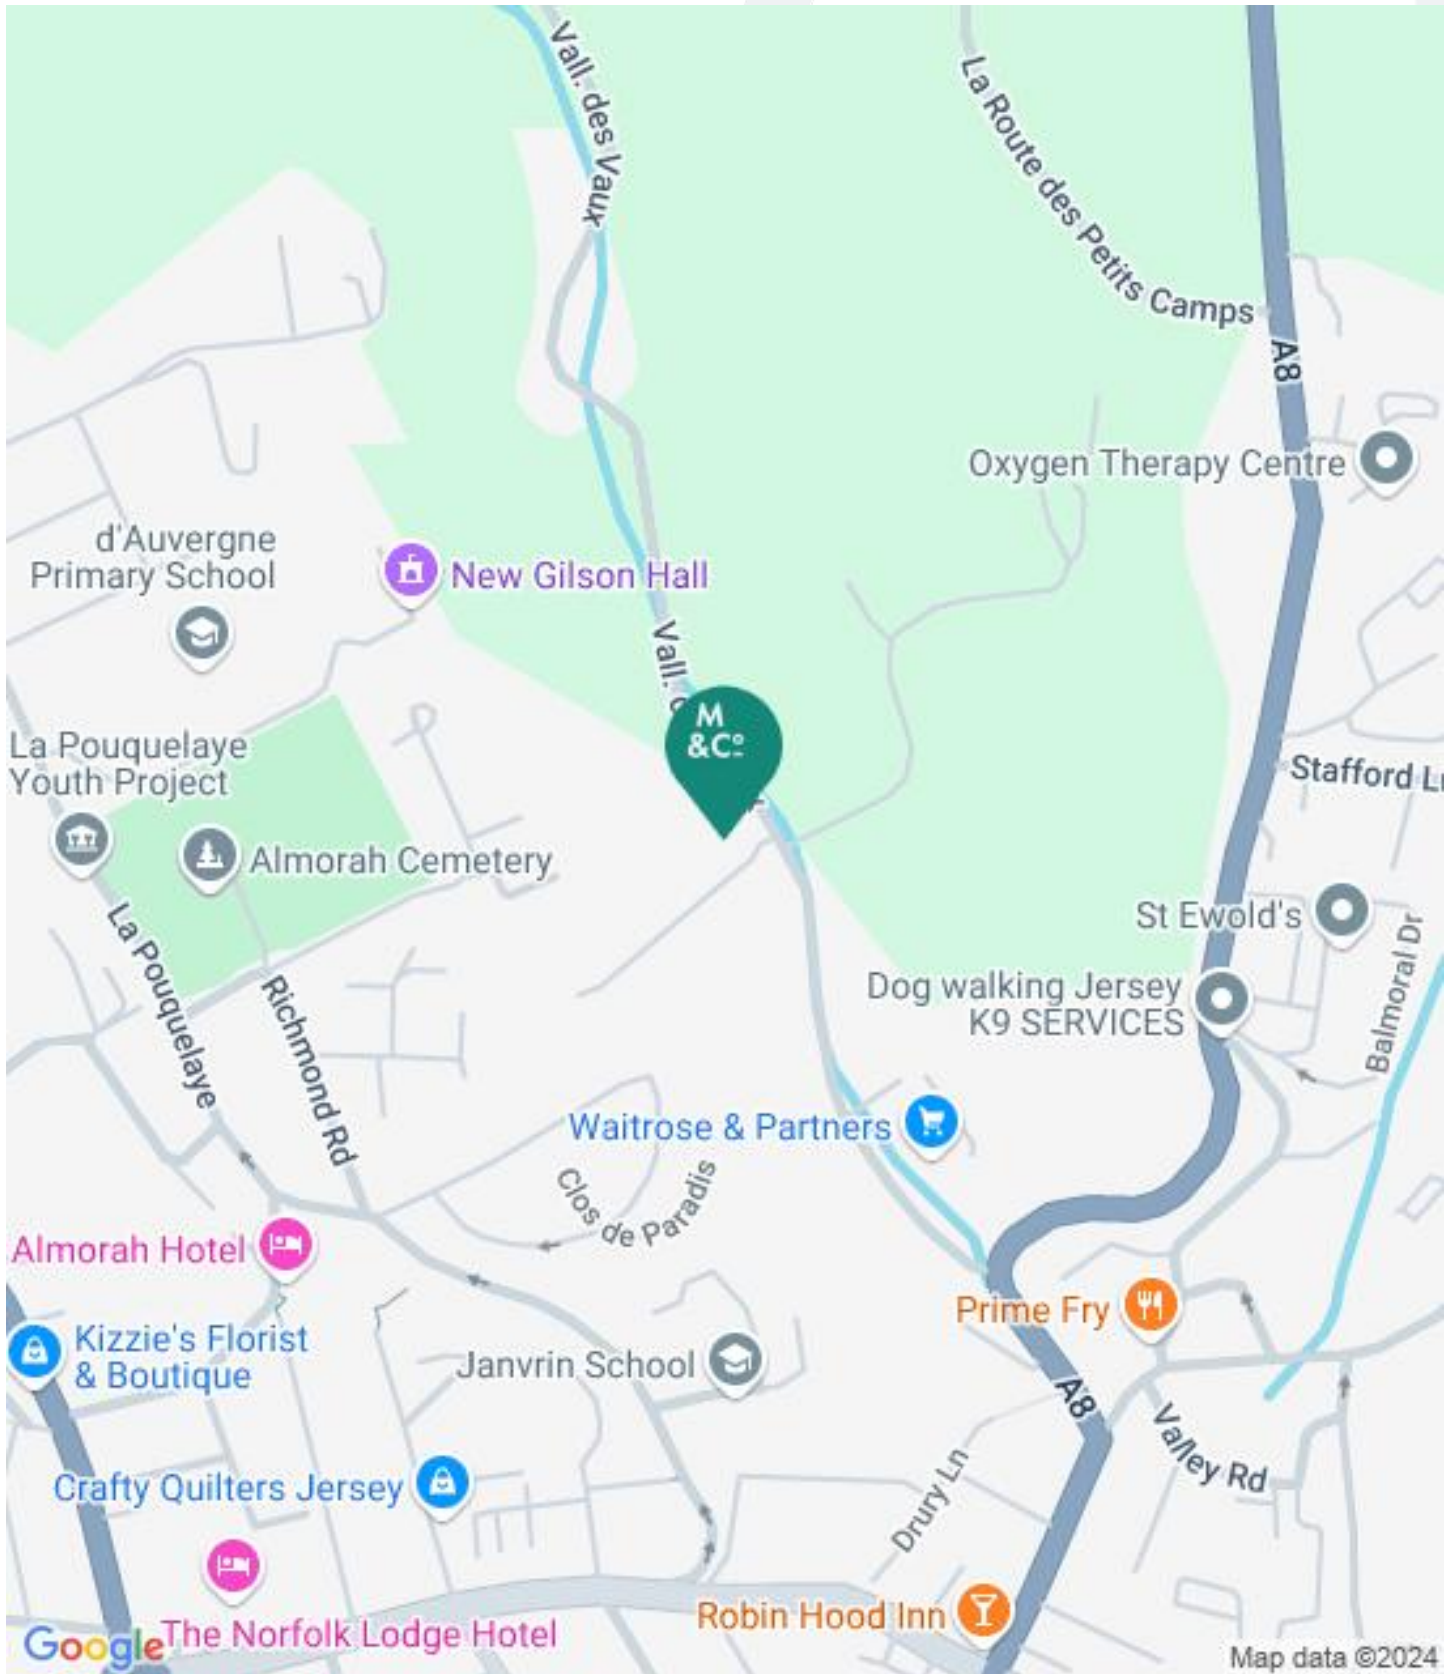 Vall. des Vaux
La Route des Petits Camps
A8
Oxygen Therapy Centre
d'Auvergne
Primary School
New Gilson Hall
Vall.
M
&Cº
La Pouquelaye
Youth Project
Stafford
Almorah Cemetery
St Ewold's
La Pouquelaye
Richmond Rd
Dog walking Jersey
K9 SERVICES
Balmoral Dr
Waitrose & Partners
Clos de Paradis
Almorah Hotel
Prime Fry
Kizzie's Florist
& Boutique
Janvrin School
A8
Valley Rd
Crafty Quilters Jersey
Drury Ln
Robin Hood Inn
The Norfolk Lodge Hotel
Google
Map data ©2024